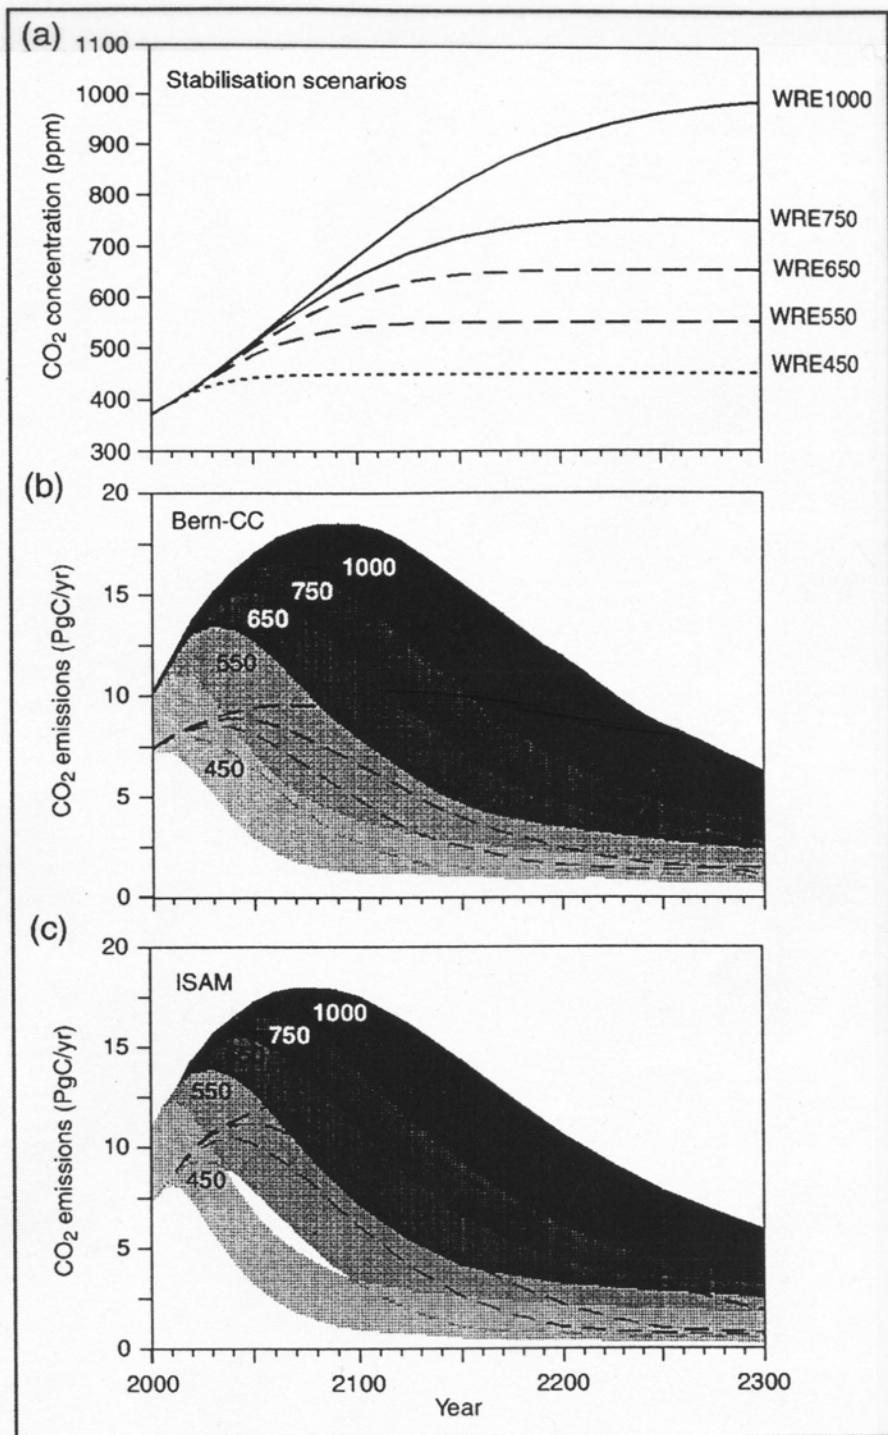 (a)
1100
1000
900
800
700
600
500
400
300
CO₂ concentration (ppm)
Stabilisation scenarios
WRE1000
WRE750
WRE650
WRE550
WRE450
(b)
20
15
10
5
0
CO₂ emissions (PgC/yr)
Bern-CC
1000
750
650
550
450
(c)
20
15
10
5
0
CO₂ emissions (PgC/yr)
ISAM
1000
750
550
450
2000
2100
2200
2300
Year